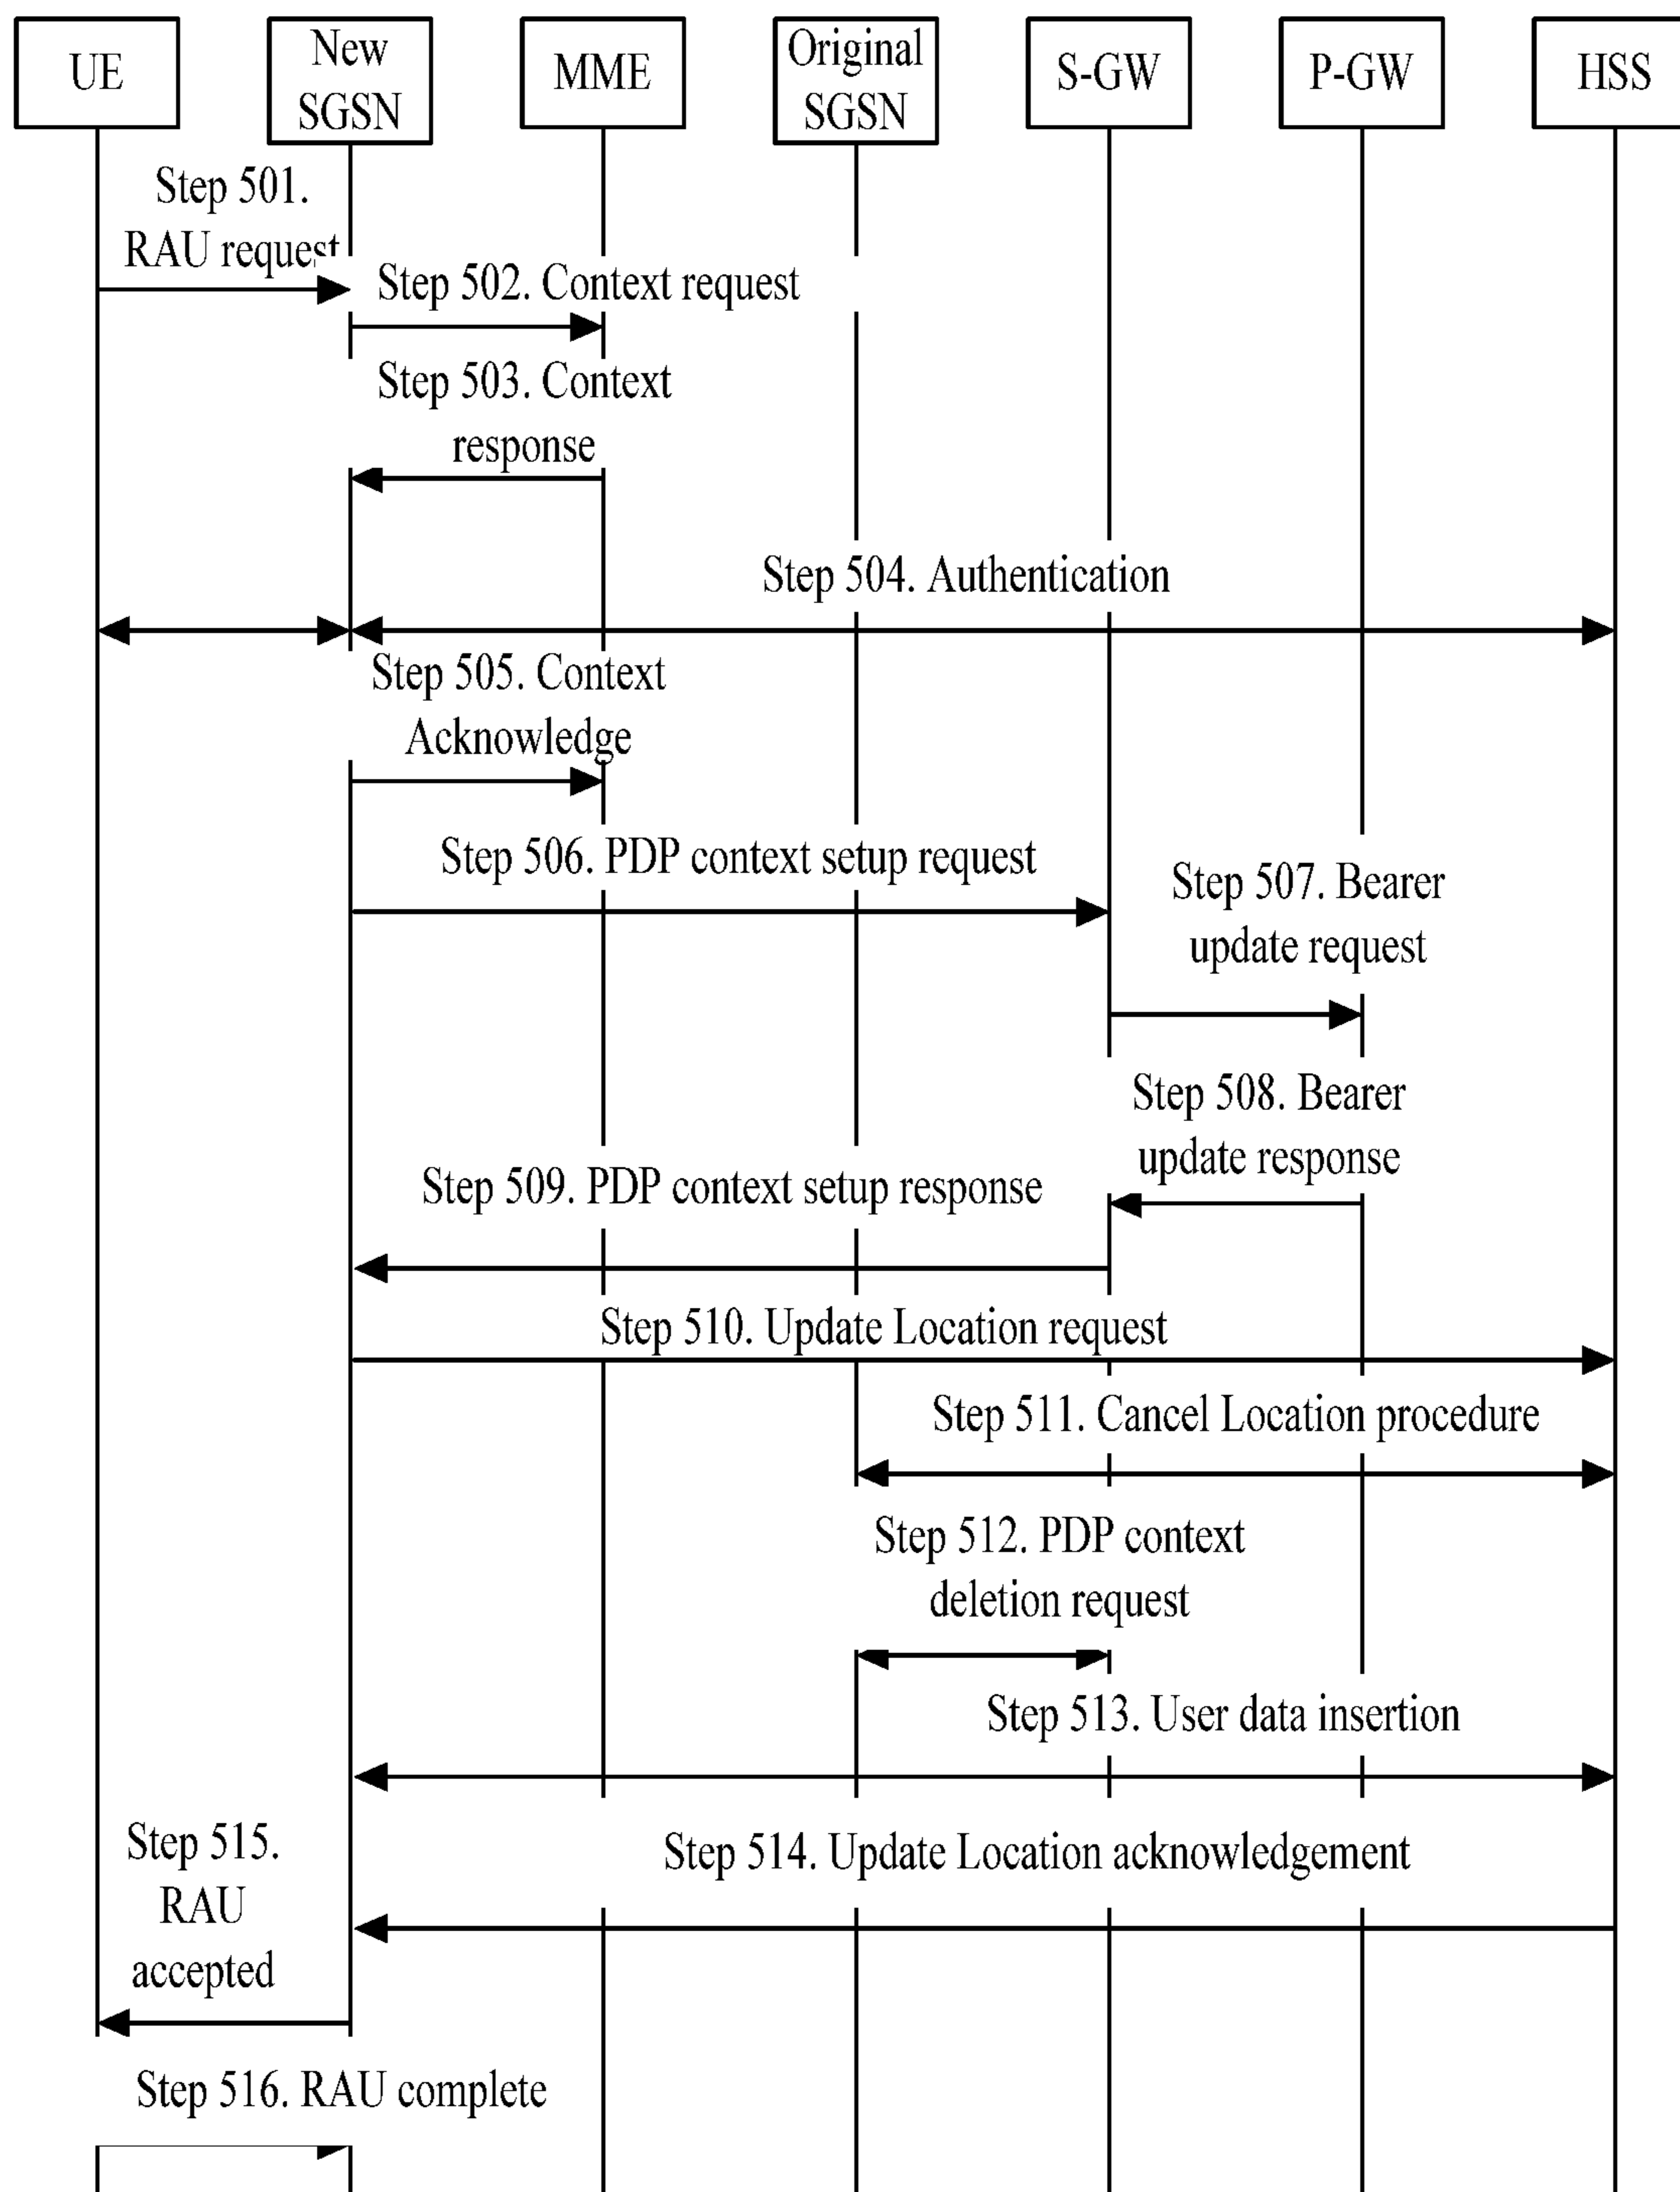 UE
New
SGSN
MME
Original
SGSN
S-GW
P-GW
HSS
Step 501.
RAU request
Step 502. Context request
Step 503. Context
response
Step 504. Authentication
Step 505. Context
Acknowledge
Step 506. PDP context setup request
Step 507. Bearer
update request
Step 508. Bearer
update response
Step 509. PDP context setup response
Step 510. Update Location request
Step 511. Cancel Location procedure
Step 512. PDP context
deletion request
Step 513. User data insertion
Step 514. Update Location acknowledgement
Step 515.
RAU
accepted
Step 516. RAU complete